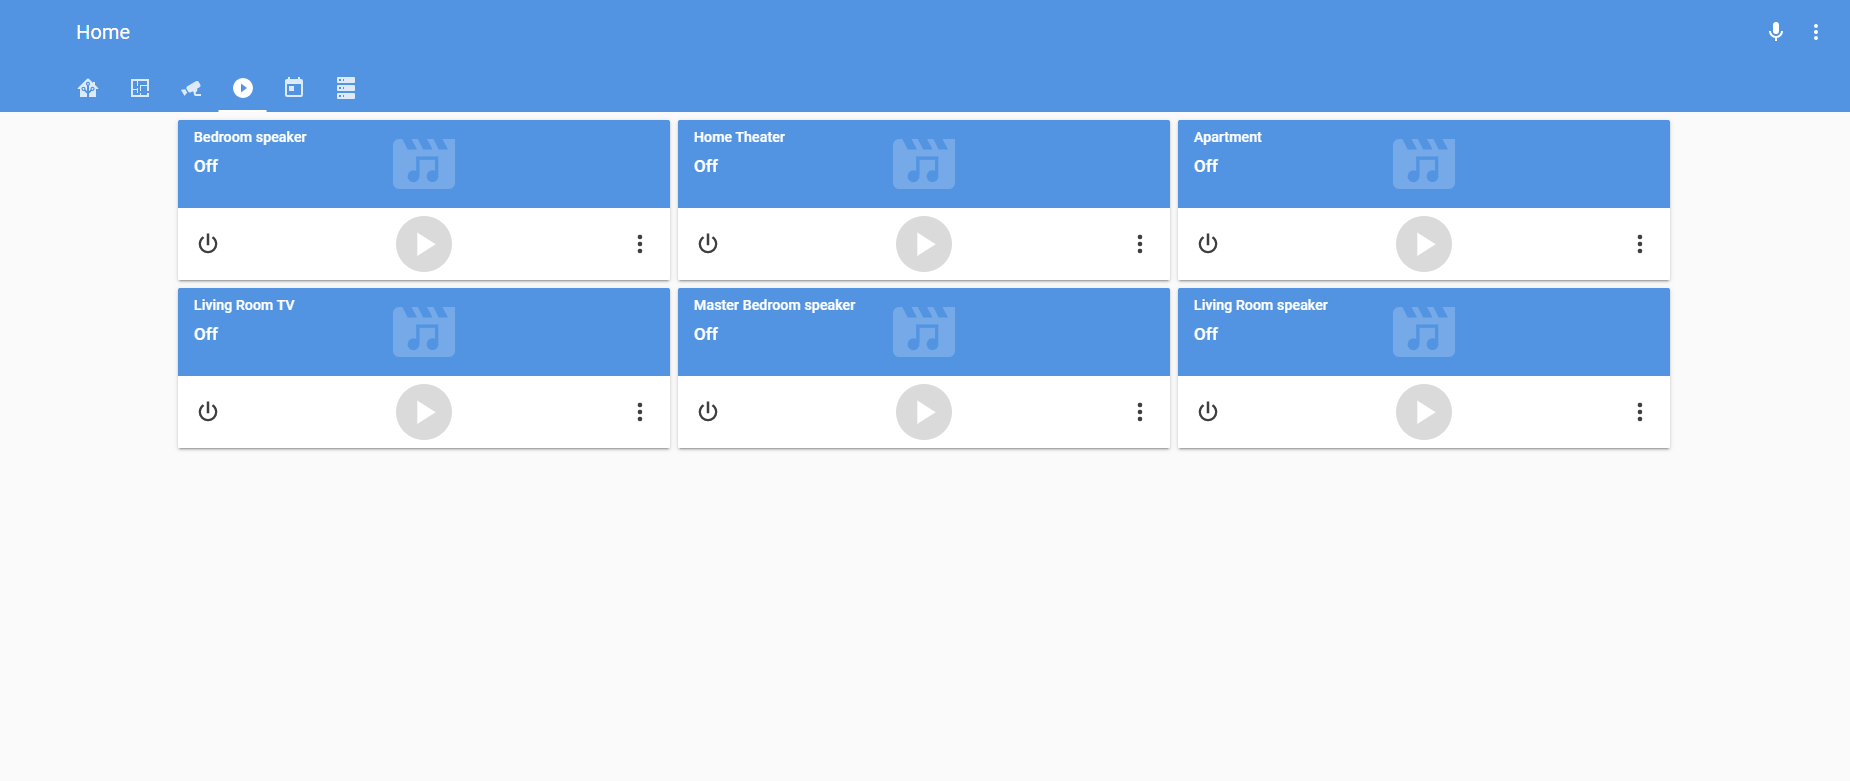 Home
Bedroom speaker
Off
Home Theater
Off
Apartment
Off
Living Room TV
Off
Master Bedroom speaker
Off
Living Room speaker
Off